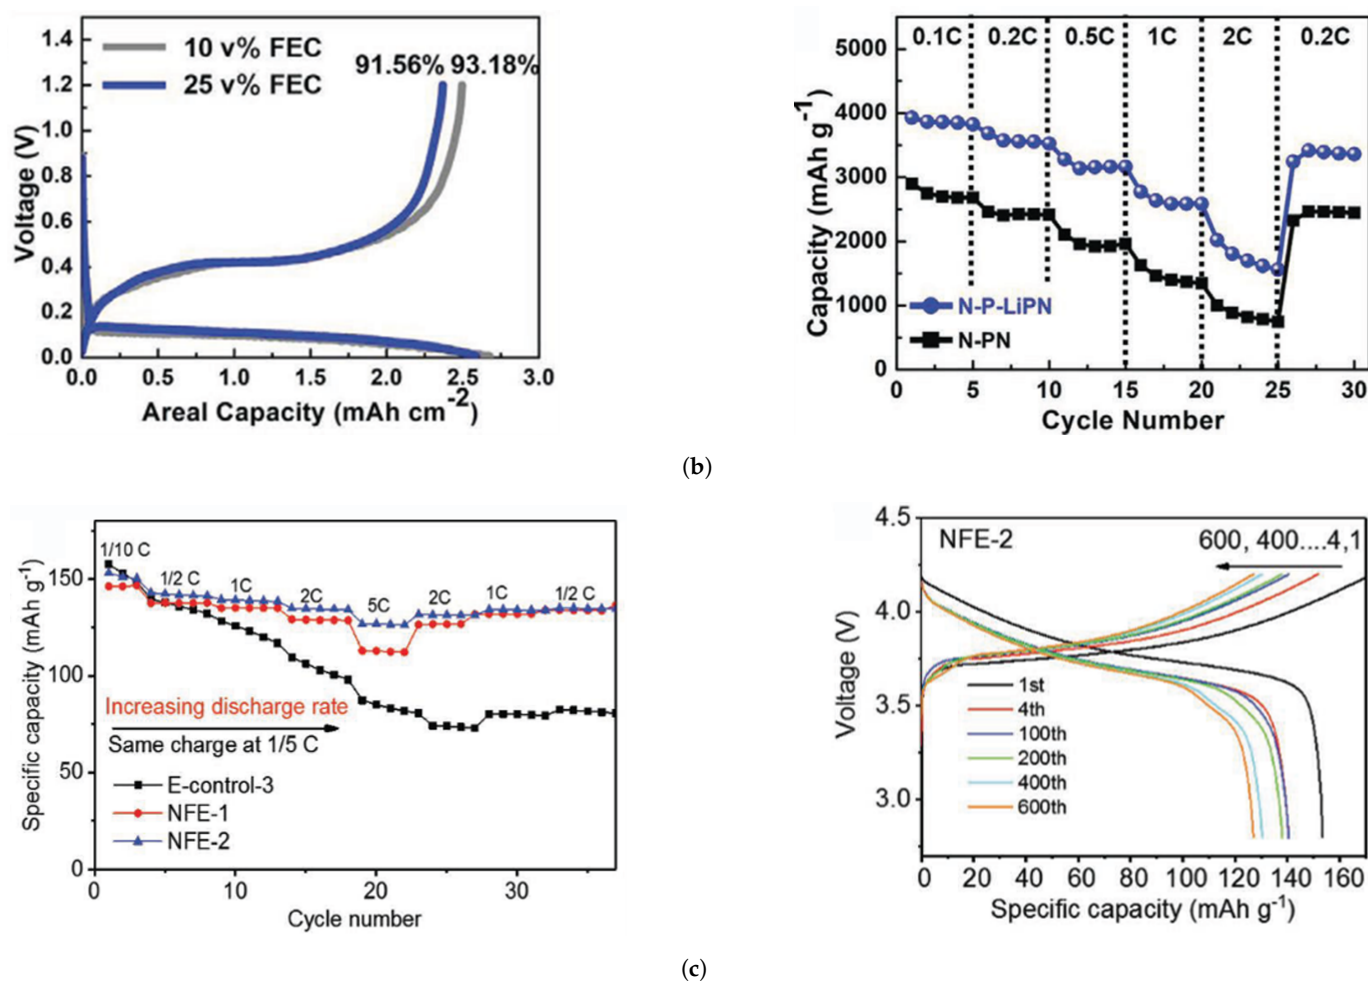 10 v% FEC
25 v% FEC
91.56% 93.18%
1.4
1.2
1.0
0.8
0.6
0.4
0.2
0.0
Voltage (V)
0.0 0.5 1.0 1.5 2.0 2.5 3.0
Areal Capacity (mAh cm-2)
0.1C 0.2C 0.5C 1C 2C 0.2C
5000
4000
3000
2000
1000
0
Capacity (mAh g-1)
N-P-LiPN
N-PN
0 5 10 15 20 25 30
Cycle Number
(b)
1/10 C
1/2 C
1C
2C
5C
2C
1C
1/2 C
150
100
50
0
Specific capacity (mAh g-1)
Increasing discharge rate
Same charge at 1/5 C
E-control-3
NFE-1
NFE-2
0 10 20 30
Cycle number
NFE-2
600, 400....4,1
4.5
4.0
3.5
3.0
Voltage (V)
1st
4th
100th
200th
400th
600th
0 20 40 60 80 100 120 140 160
Specific capacity (mAh g-1)
(c)